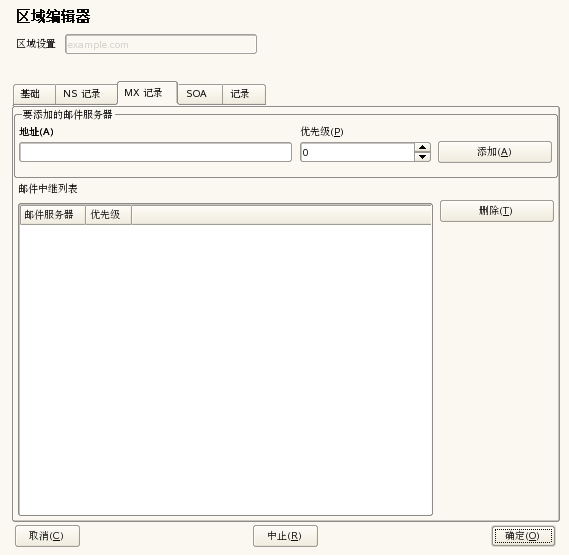 区域编辑器
区域设置 example.com
基础 NS 记录 MX 记录 SOA 记录
要添加的邮件服务器
地址(A) 优先级(P)
0 添加(A)
邮件中继列表
邮件服务器 优先级 删除(T)
取消(C) 中止(R) 确定(O)